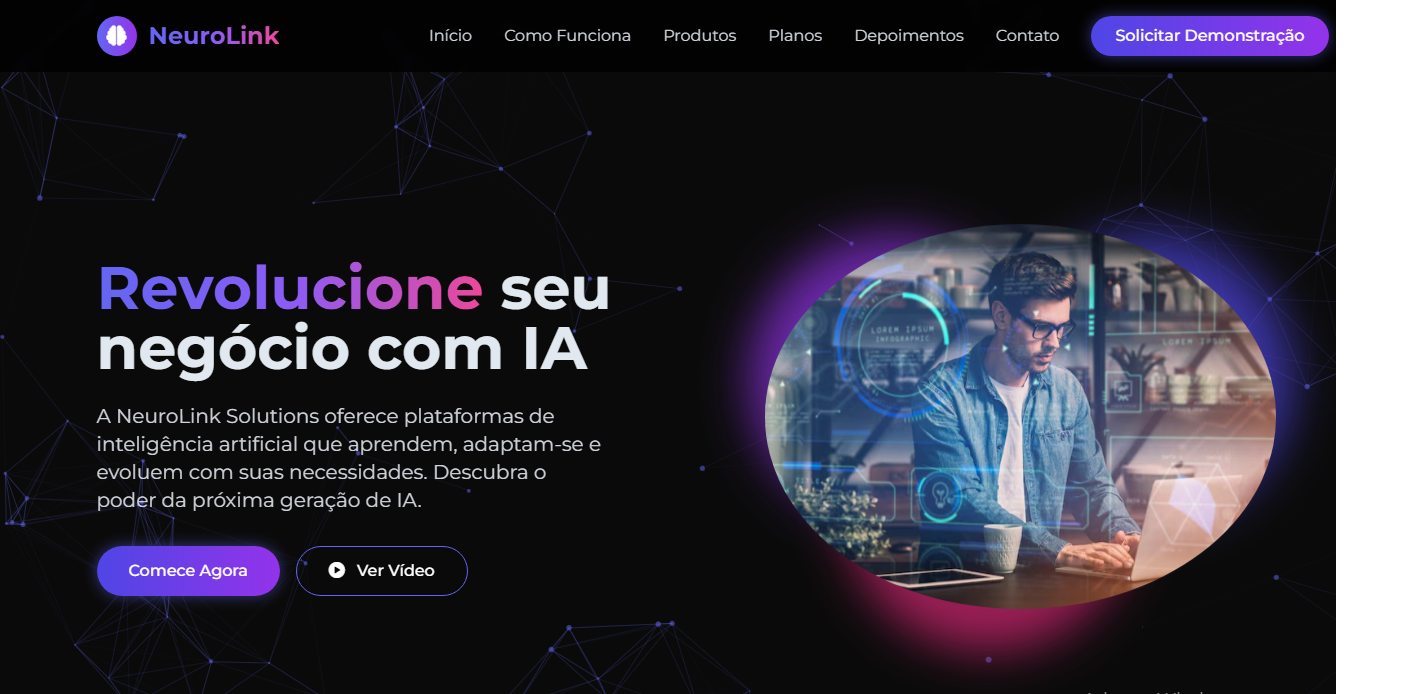 NeuroLink
Início
Como Funciona
Produtos
Planos
Depoimentos
Contato
Solicitar Demonstração
Revolucione seu
negócio com IA
A NeuroLink Solutions oferece plataformas de
inteligência artificial que aprendem, adaptam-se e
evoluem com suas necessidades. Descubra o
poder da próxima geração de IA.
Comece Agora
Ver Vídeo
LOREM IPSUM
INFOGRAPHIC
LOREM IPSUM